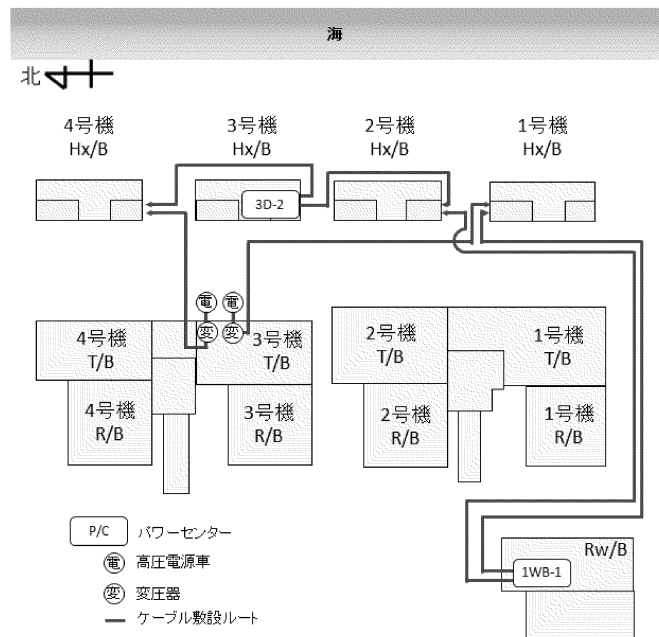 海
北
4号機
Hx/B
3号機
Hx/B
2号機
Hx/B
1号機
Hx/B
3D-2
電
電
変
変
4号機
T/B
3号機
T/B
2号機
T/B
1号機
T/B
4号機
R/B
3号機
R/B
2号機
R/B
1号機
R/B
P/C パワーセンター
電 高圧電源車
変 変圧器
ケーブル敷設ルート
Rw/B
1WB-1